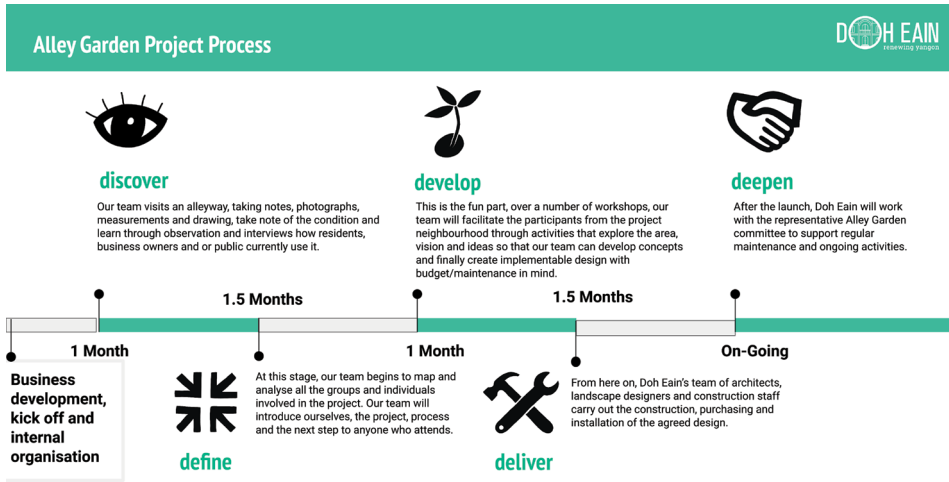 Alley Garden Project Process
DOH EAIN
renewing yangon
discover
Our team visits an alleyway, taking notes, photographs,
measurements and drawing, take note of the condition and
learn through observation and interviews how residents,
business owners and or public currently use it.
develop
This is the fun part, over a number of workshops, our
team will facilitate the participants from the project
neighbourhood through activities that explore the area,
vision and ideas so that our team can develop concepts
and finally create implementable design with
budget/maintenance in mind.
deepen
After the launch, Doh Eain will work
with the representative Alley Garden
committee to support regular
maintenance and ongoing activities.
1.5 Months
1.5 Months
1 Month
1 Month
On-Going
Business
development,
kick off and
internal
organisation
At this stage, our team begins to map and
analyse all the groups and individuals
involved in the project. Our team will
introduce ourselves, the project, process
and the next step to anyone who attends.
define
From here on, Doh Eain's team of architects,
landscape designers and construction staff
carry out the construction, purchasing and
installation of the agreed design.
deliver